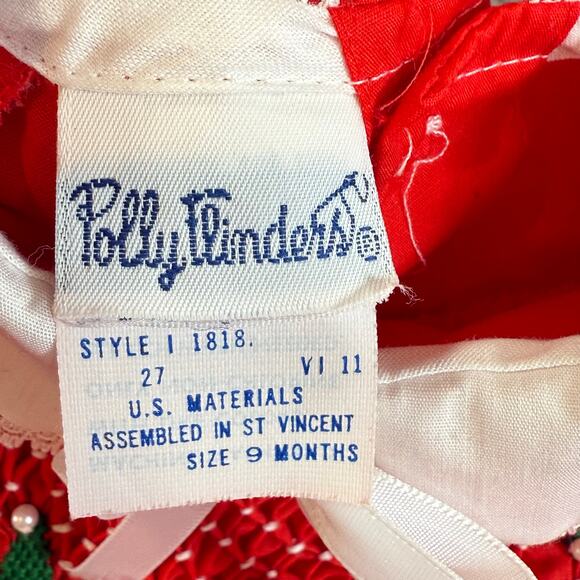 Polly Flinders®
STYLE I 1818.
27 VI 11
U.S. MATERIALS
ASSEMBLED IN ST VINCENT
SIZE 9 MONTHS